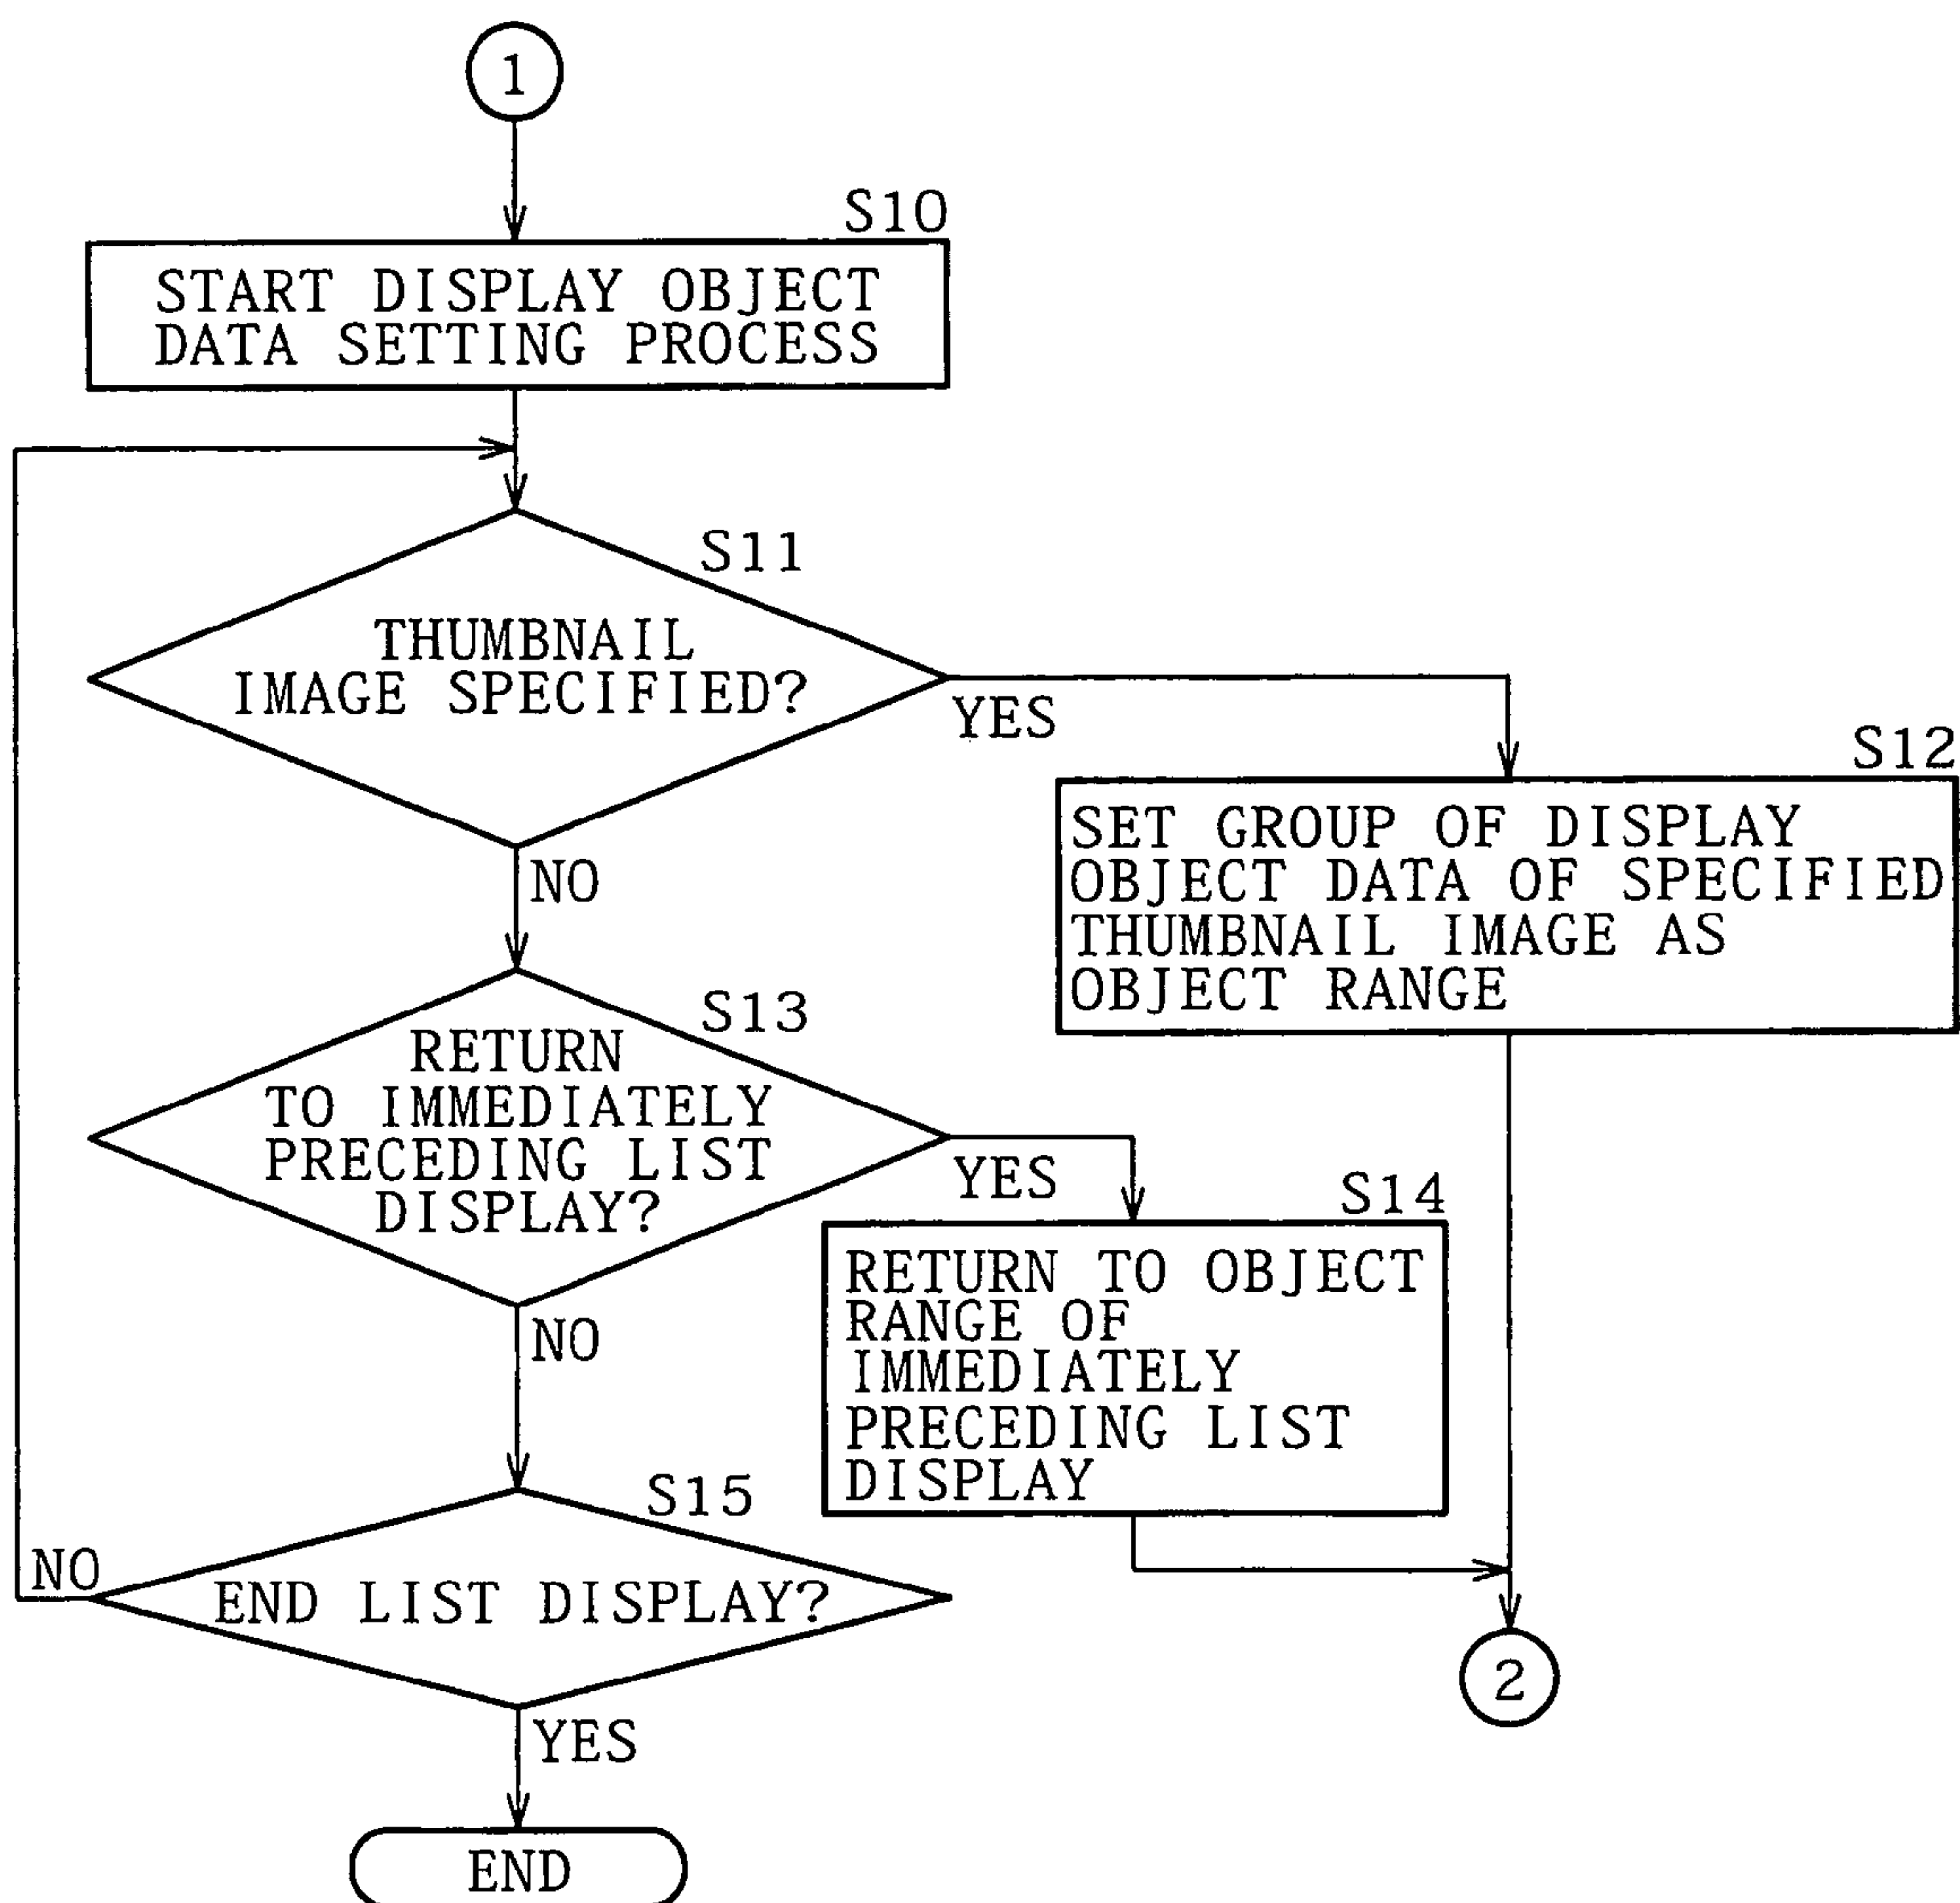 1
S10
START DISPLAY OBJECT
DATA SETTING PROCESS
S11
THUMBNAIL
IMAGE SPECIFIED?
YES
NO
S12
SET GROUP OF DISPLAY
OBJECT DATA OF SPECIFIED
THUMBNAIL IMAGE AS
OBJECT RANGE
S13
RETURN
TO IMMEDIATELY
PRECEDING LIST
DISPLAY?
YES
NO
S14
RETURN TO OBJECT
RANGE OF
IMMEDIATELY
PRECEDING LIST
DISPLAY
S15
END LIST DISPLAY?
NO
YES
2
END